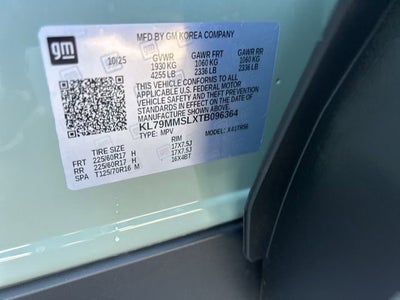 gm
MFD BY GM KOREA COMPANY
10/25 GVWR GAWR FRT GAWR RR
1930 KG 1060 KG 1060 KG
4255 LB 2336 LB 2336 LB
THIS VEHICLE CONFORMS TO ALL
APPLICABLE U.S. FEDERAL MOTOR
VEHICLE SAFETY AND THEFT
PREVENTION STANDARDS IN EFFECT ON
THE DATE OF MANUFACTURE SHOWN ABOVE.
KL79MMSLXTB096364
TYPE: MPV MODEL:
TIRE SIZE RIM
FRT 225/60R17 H 17X7.5J
RR 225/60R17 H 17X7.5J
SPA T125/70R16 M 16X4BT